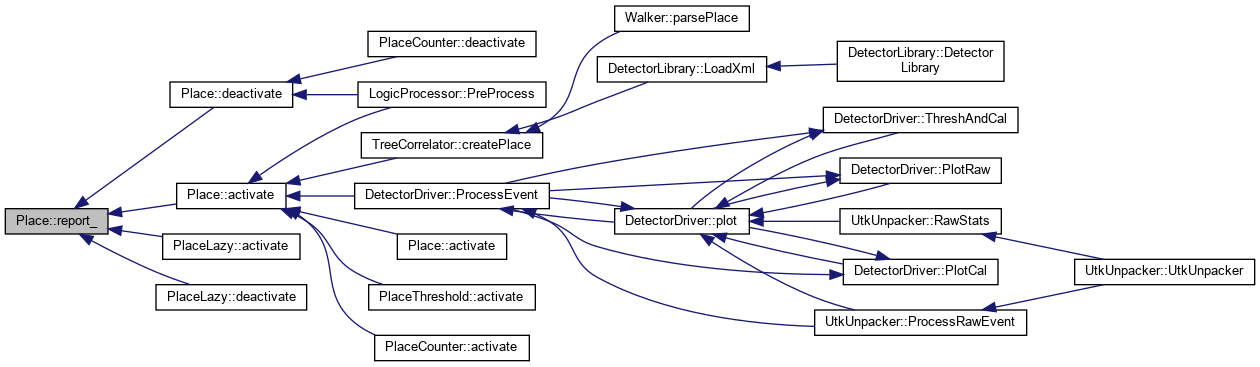 Walker::parsePlace
PlaceCounter::deactivate
DetectorLibrary::LoadXml
DetectorLibrary::Detector
Library
Place::deactivate
LogicProcessor::PreProcess
DetectorDriver::ThreshAndCal
TreeCorrelator::createPlace
DetectorDriver::PlotRaw
Place::activate
DetectorDriver::ProcessEvent
Place::report_
DetectorDriver::plot
UtkUnpacker::RawStats
PlaceLazy::activate
Place::activate
DetectorDriver::PlotCal
UtkUnpacker::UtkUnpacker
PlaceLazy::deactivate
PlaceThreshold::activate
UtkUnpacker::ProcessRawEvent
PlaceCounter::activate